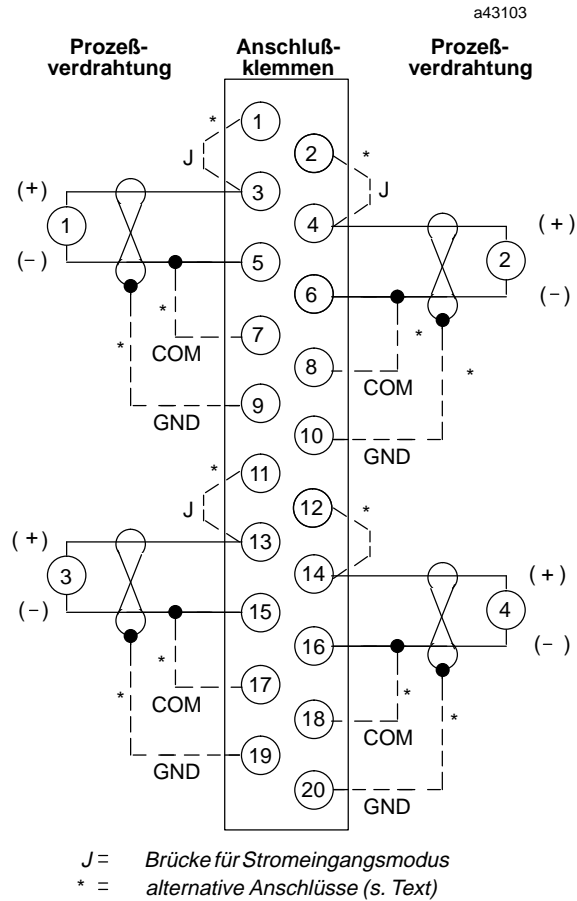 a43103
Prozeß-
verdrahtung
Anschluß-
klemmen
Prozeß-
verdrahtung
* 1
2 *
J
J
(+) 3
4 (+)
1
2
(-) 5
6 (-)
* 7
*
COM
8
COM
*
*
9
GND
10
GND
* 11
12 *
J
J
(+) 13
14 (+)
3
4
(-) 15
16 (-)
* 17
*
COM
18
COM
*
*
19
GND
20
GND
J = Brücke für Stromeingangsmodus
* = alternative Anschlüsse (s. Text)